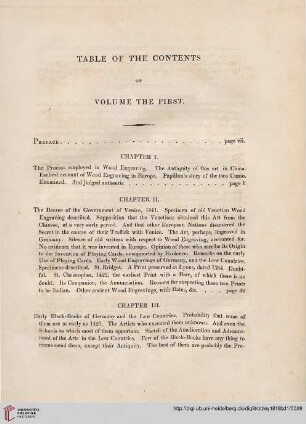 TABLE OF THE CONTENTS
OF
VOLUME THE FIRST.
PREFACE page vii.
CHAPTER I.
The Process employed in Wood Engraving. The Antiquity of this art in China.
Earliest account of Wood Engraving in Europe. Papillon's story of the two Cunio.
Examined. And judged authentic page 1
CHAPTER II.
The Decree of the Government of Venice, 1441. Specimen of old Venetian Wood
Engraving described. Supposition that the Venetians obtained this Art from the
Chinese, at a very early period. And that other European Nations discovered the
Secret in the course of their Traffick with Venice. The Art, perhaps, improved in
Germany. Silence of old writers with respect to Wood Engraving, accounted for.
No evidence that it was invented in Europe. Opinion of those who ascribe its Origin
to the Invention of Playing Cards, unsupported by Evidence. Remarks on the early
Use of Playing Cards. Early Wood Engravings of Germany, and the Low Countries,
Specimens described. St. Bridget. A Print preserved at Lyons, dated 1384. Doubt-
ful. St. Christopher, 1423, the earliest Print with a Date, of which there is no
doubt. Its Companion, the Annunciation. Reasons for suspecting these two Prints
to be Italian. Other ancient Wood Engravings, with Dates, &c. page 40
CHAPTER III.
Early Block-Books of Germany and the Low Countries. Probability that some of
them are as early as 1420. The Artists who executed them unknown. And even the
Schools to which most of them appertain. Sketch of the Amelioration and Advance-
ment of the Arts in the Low Countries. Few of the Block-Books have any thing to
recommend them, except their Antiquity. The best of them are probably the Pro-